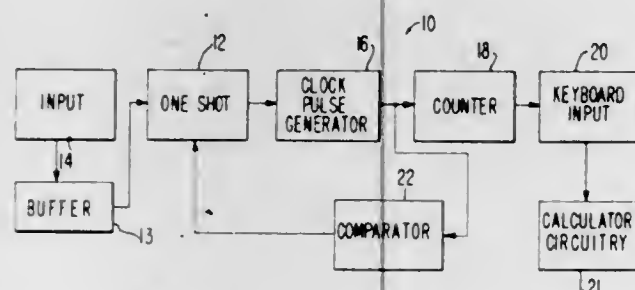 10
12
16
18
20
INPUT
ONE SHOT
CLOCK
PULSE
GENERATOR
COUNTER
KEYBOARD
INPUT
14
22
BUFFER
13
COMPARATOR
CALCULATOR
CIRCUITRY
21